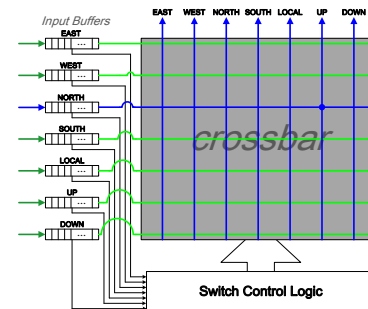 Input Buffers
EAST WEST NORTH SOUTH LOCAL UP DOWN
EAST
...
WEST
...
NORTH
...
SOUTH
...
LOCAL
...
UP
...
DOWN
...
crossbar
Switch Control Logic